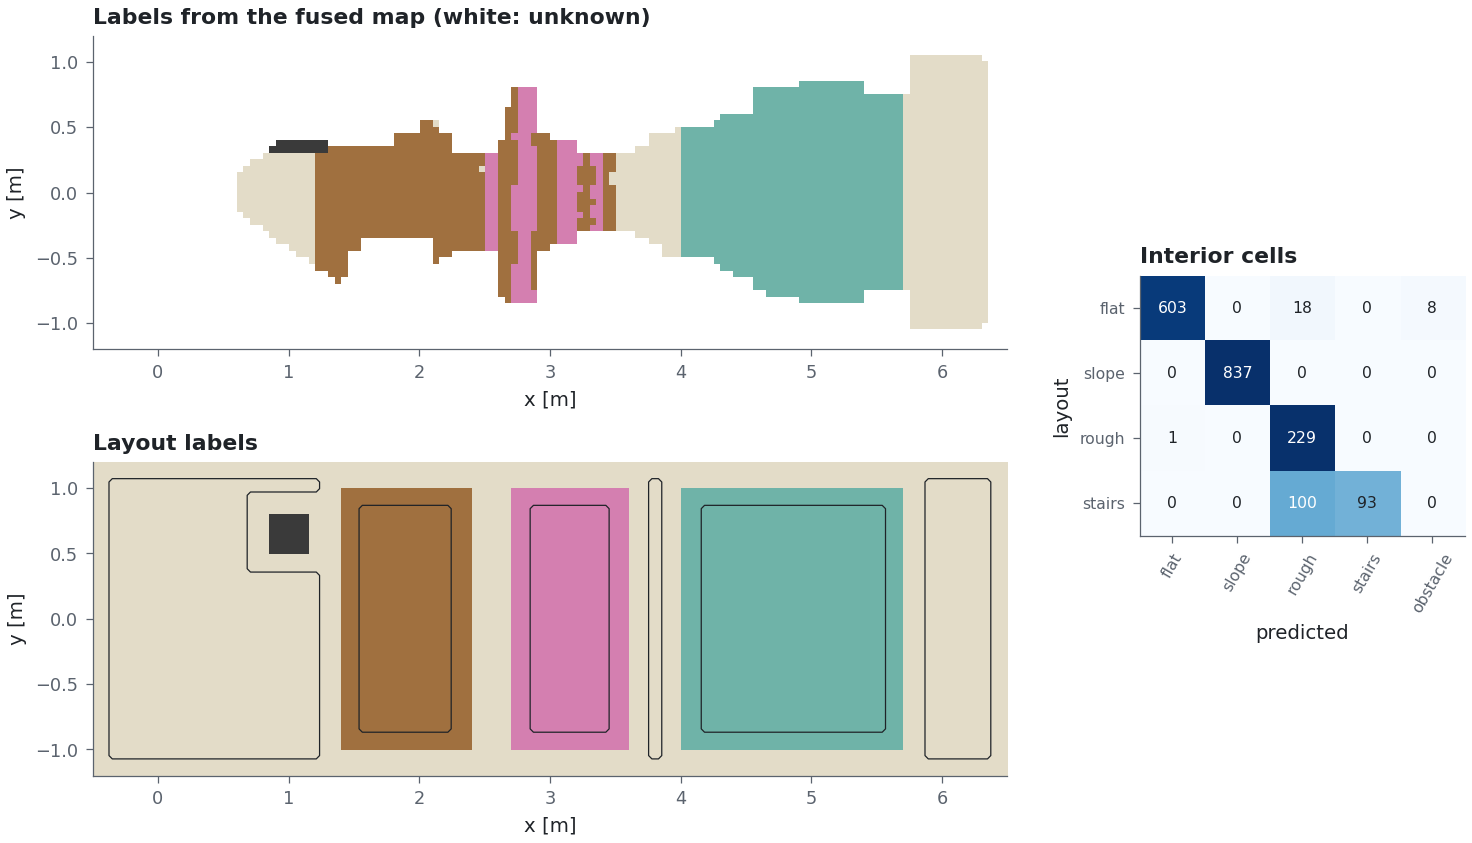 Labels from the fused map (white: unknown)
1.0
0.5
0.0
−0.5
−1.0
y [m]
0 1 2 3 4 5 6
x [m]
Layout labels
1.0
0.5
0.0
−0.5
−1.0
y [m]
0 1 2 3 4 5 6
x [m]
Interior cells
flat 603 0 18 0 8
slope 0 837 0 0 0
rough 1 0 229 0 0
stairs 0 0 100 93 0
layout
flat slope rough stairs obstacle
predicted